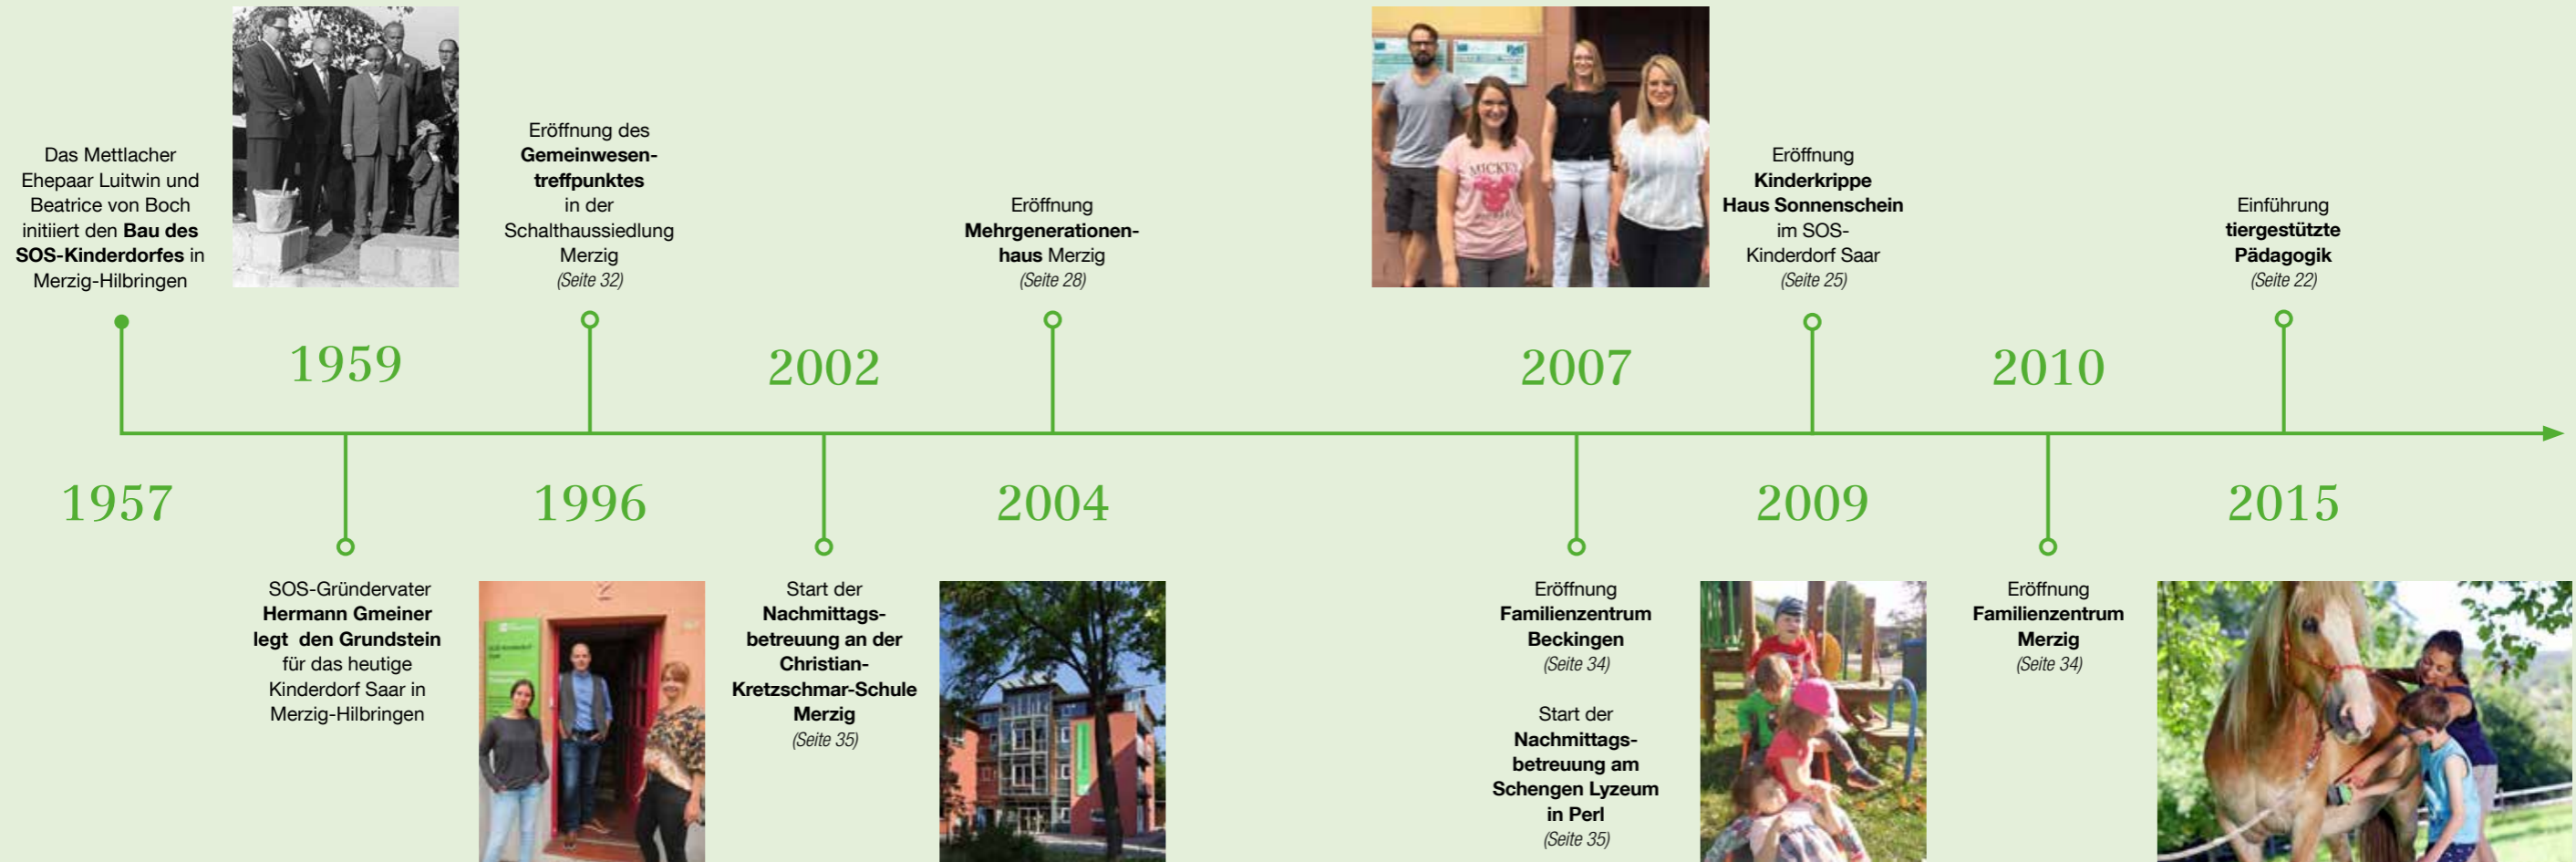 Das Mettlacher
Ehepaar Luitwin und
Beatrice von Boch
initiiert den Bau des
SOS-Kinderdorfes in
Merzig-Hilbringen
1957
1959
SOS-Gründervater
Hermann Gmeiner
legt den Grundstein
für das heutige
Kinderdorf Saar in
Merzig-Hilbringen
Eröffnung des
Gemeinwesen-
treffpunktes
in der
Schalthaussiedlung
Merzig
(Seite 32)
1996
2002
Start der
Nachmittags-
betreuung an der
Christian-
Kretzschmar-Schule
Merzig
(Seite 35)
Eröffnung
Mehrgenerationen-
haus Merzig
(Seite 28)
2004
2007
Eröffnung
Familienzentrum
Beckingen
(Seite 34)
Start der
Nachmittags-
betreuung am
Schengen Lyzeum
in Perl
(Seite 35)
MICKEY
Eröffnung
Kinderkrippe
Haus Sonnenschein
im SOS-
Kinderdorf Saar
(Seite 25)
2009
2010
Eröffnung
Familienzentrum
Merzig
(Seite 34)
Einführung
tiergestützte
Pädagogik
(Seite 22)
2015